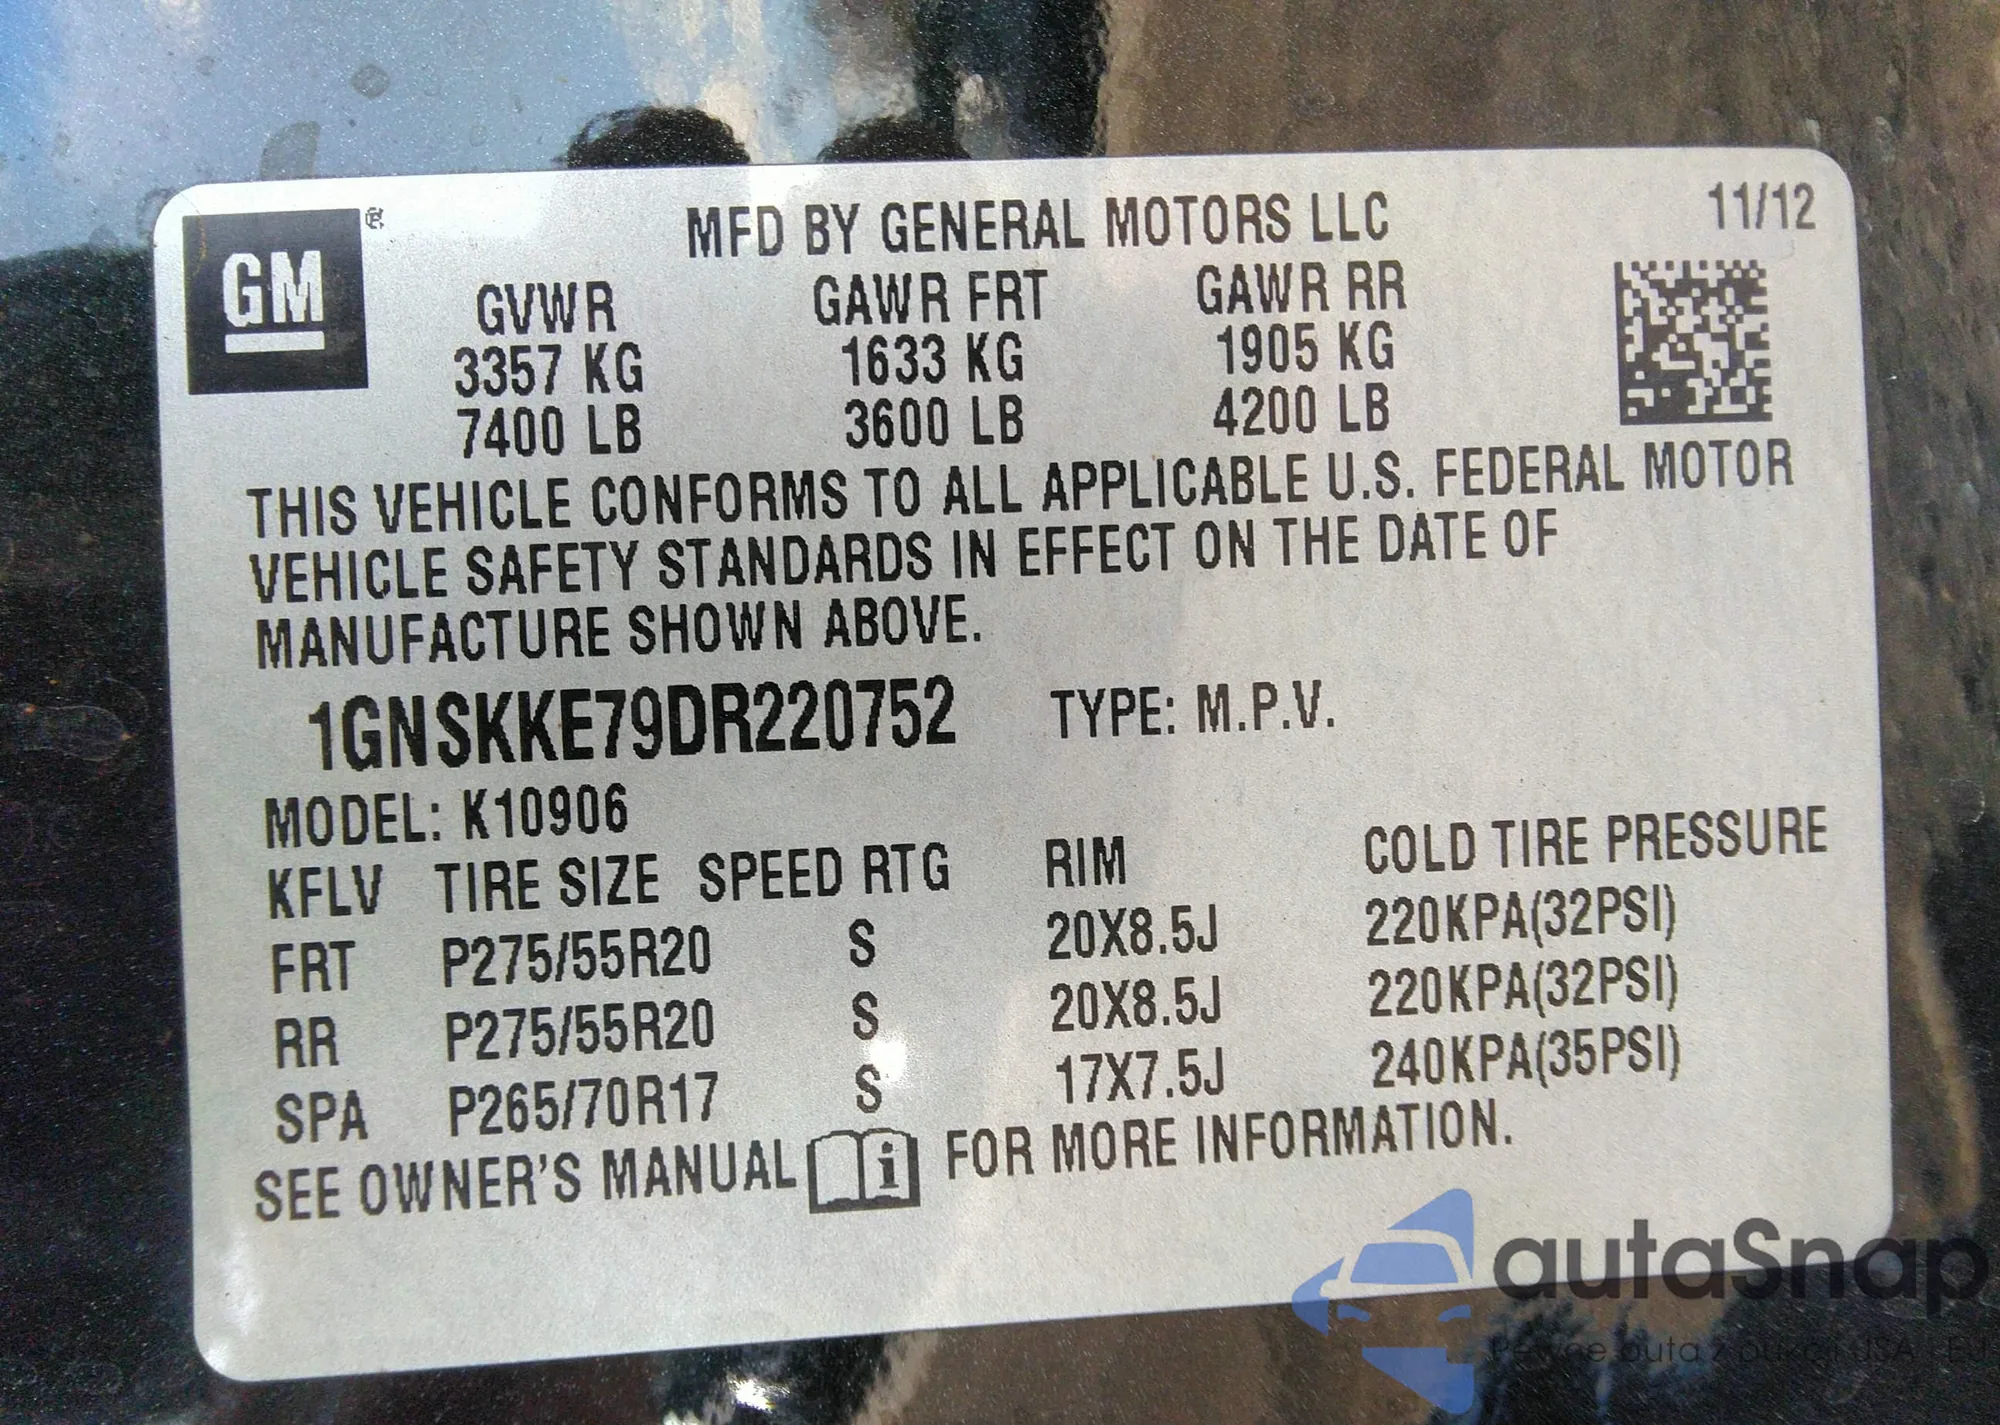 GM ® MFD BY GENERAL MOTORS LLC 11/12
GVWR GAWR FRT GAWR RR
3357 KG 1633 KG 1905 KG
7400 LB 3600 LB 4200 LB
THIS VEHICLE CONFORMS TO ALL APPLICABLE U.S. FEDERAL MOTOR
VEHICLE SAFETY STANDARDS IN EFFECT ON THE DATE OF
MANUFACTURE SHOWN ABOVE.
1GNSKKE79DR220752 TYPE: M.P.V.
MODEL: K10906
KFLV TIRE SIZE SPEED RTG RIM COLD TIRE PRESSURE
FRT P275/55R20 S 20X8.5J 220KPA(32PSI)
RR P275/55R20 S 20X8.5J 220KPA(32PSI)
SPA P265/70R17 S 17X7.5J 240KPA(35PSI)
SEE OWNER'S MANUAL i FOR MORE INFORMATION.
autaSnap
Pewne auta z aukcji USA